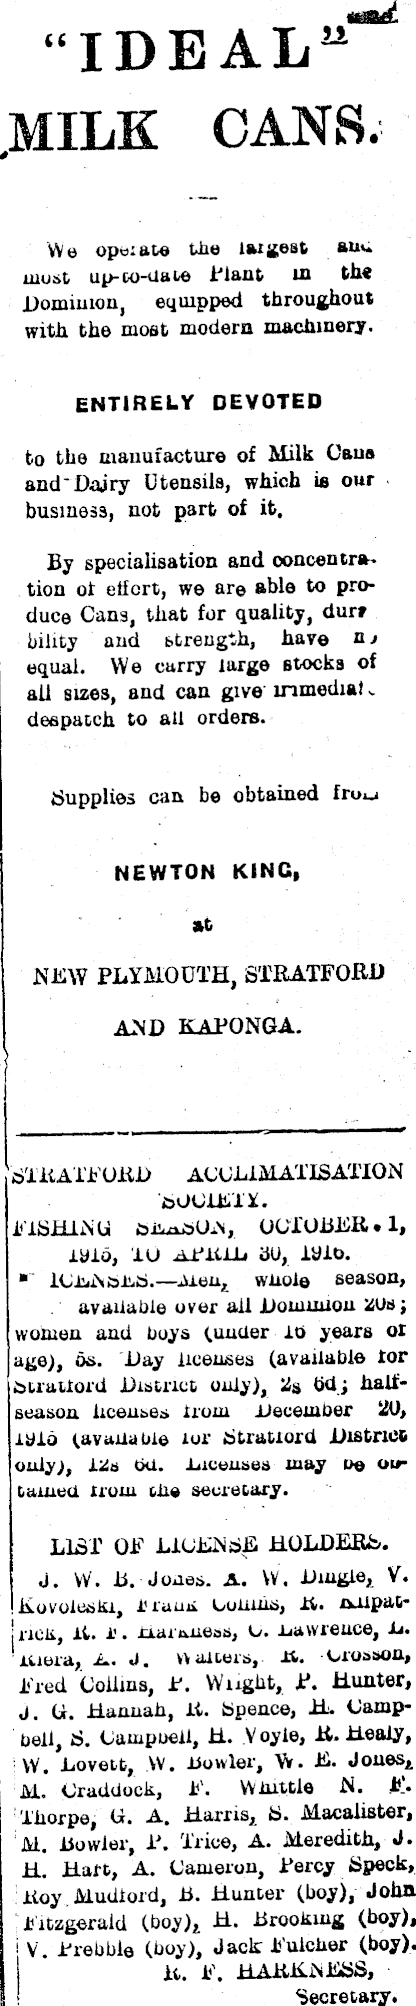 "IDEAL"
MILK CANS.
We operate the largest and
most up-to-date Plant in the
Dominion, equipped throughout
with the most modern machinery.
ENTIRELY DEVOTED
to the manufacture of Milk Cans
and Dairy Utensils, which is our
business, not part of it.
By specialisation and concentra-
tion of effort, we are able to pro-
duce Cans, that for quality, dura
bility and strength, have no
equal. We carry large stocks of
all sizes, and can give immediate
despatch to all orders.
Supplies can be obtained from
NEWTON KING,
at
NEW PLYMOUTH, STRATFORD
AND KAPONGA.
STRATFORD ACCLIMATISATION
SOCIETY.
FISHING SEASON, OCTOBER 1,
1915, TO APRIL 30, 1916.
ICENSES.—Men, whole season,
available over all Dominion 20s;
women and boys (under 16 years of
age), 5s. Day licenses (available for
Stratford District only), 2s 6d; half-
season licenses from December 20,
1915 (available for Stratford District
only), 12s 6d. Licenses may be ob-
tained from the secretary.
LIST OF LICENSE HOLDERS.
J. W. B. Jones. A. W. Dingle, V.
Kovoleski, Frank Collins, R. Kilpat-
rick, R. F. Harkness, C. Lawrence, L.
Kiera, A. J. Walters, R. Crosson,
Fred Collins, P. Wright, P. Hunter,
J. G. Hannah, R. Spence, H. Camp-
bell, S. Campbell, H. Voyle, R. Healy,
W. Lovett, W. Bowler, W. E. Jones,
M. Craddock, F. Whittle N. F.
Thorpe, G. A. Harris, S. Macalister,
M. Bowler, P. Trice, A. Meredith, J.
H. Hart, A. Cameron, Percy Speck,
Roy Mudford, B. Hunter (boy), John
Fitzgerald (boy), H. Brooking (boy),
V. Prebble (boy), Jack Fulcher (boy).
R. F. HARKNESS,
Secretary.